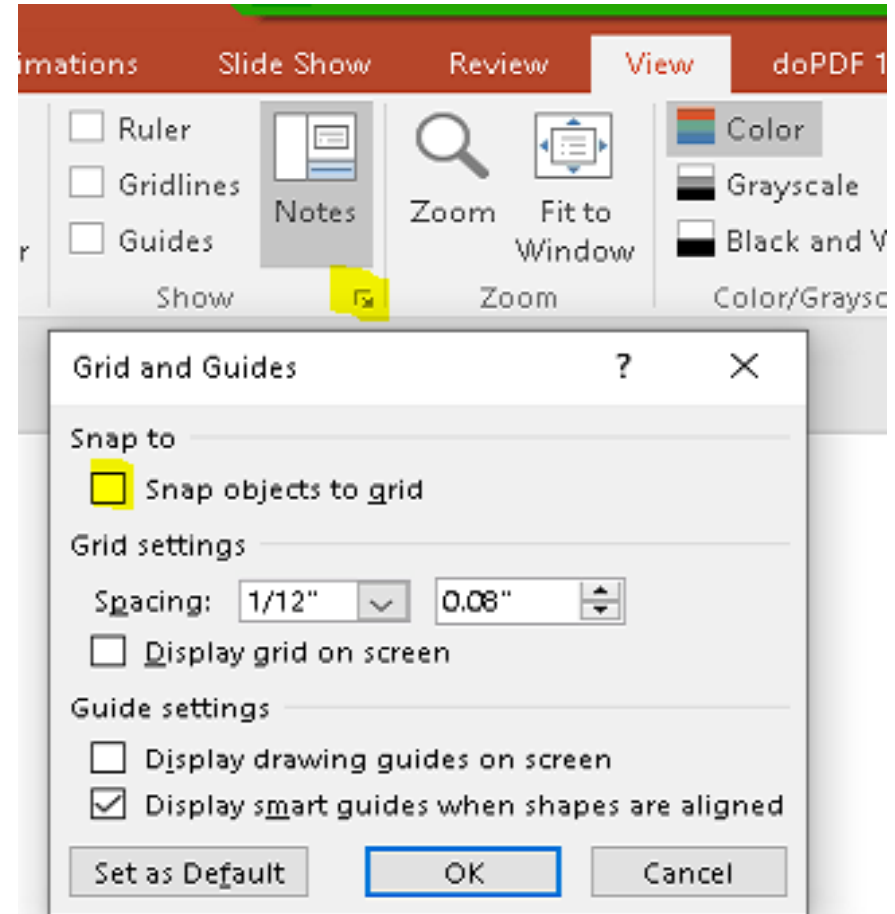 imations Slide Show Review View doPDF 1
Ruler
Gridlines
Guides
r
Notes
Zoom
Fit to
Window
Color
Grayscale
Black and W
Show Zoom Color/Graysc
Grid and Guides ?
Snap to
Snap objects to grid
Grid settings
Spacing: 1/12" 0.08"
Display grid on screen
Guide settings
Display drawing guides on screen
Display smart guides when shapes are aligned
Set as Default OK Cancel